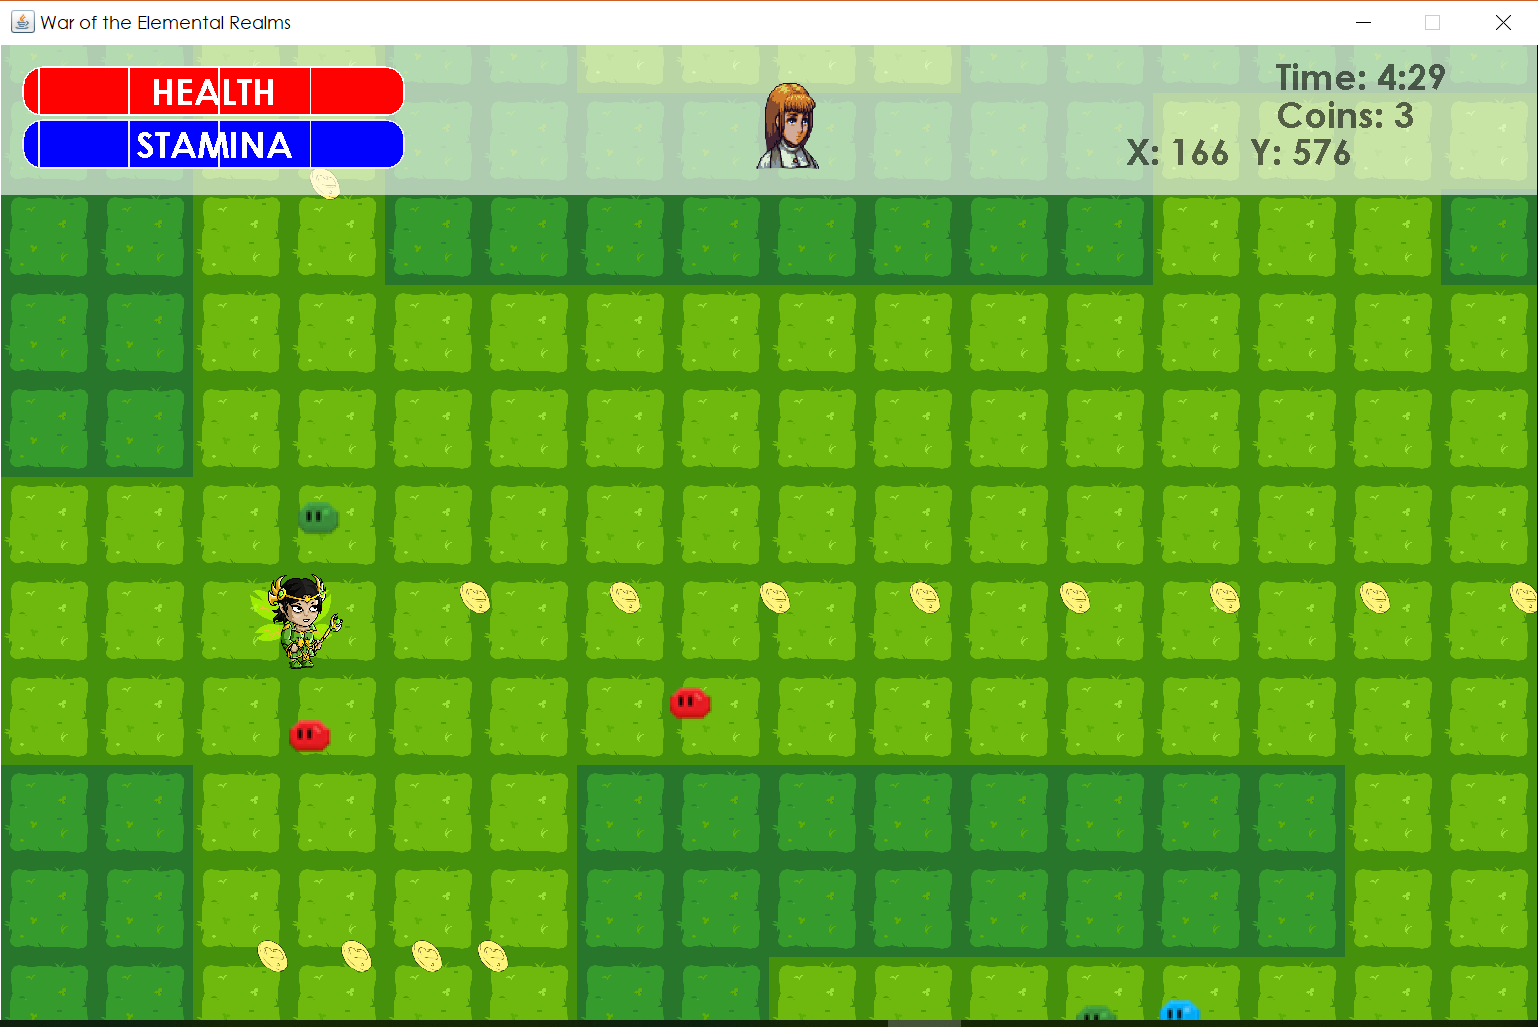 War of the Elemental Realms
HEALTH
STAMINA
Time: 4:29
Coins: 3
X: 166 Y: 576